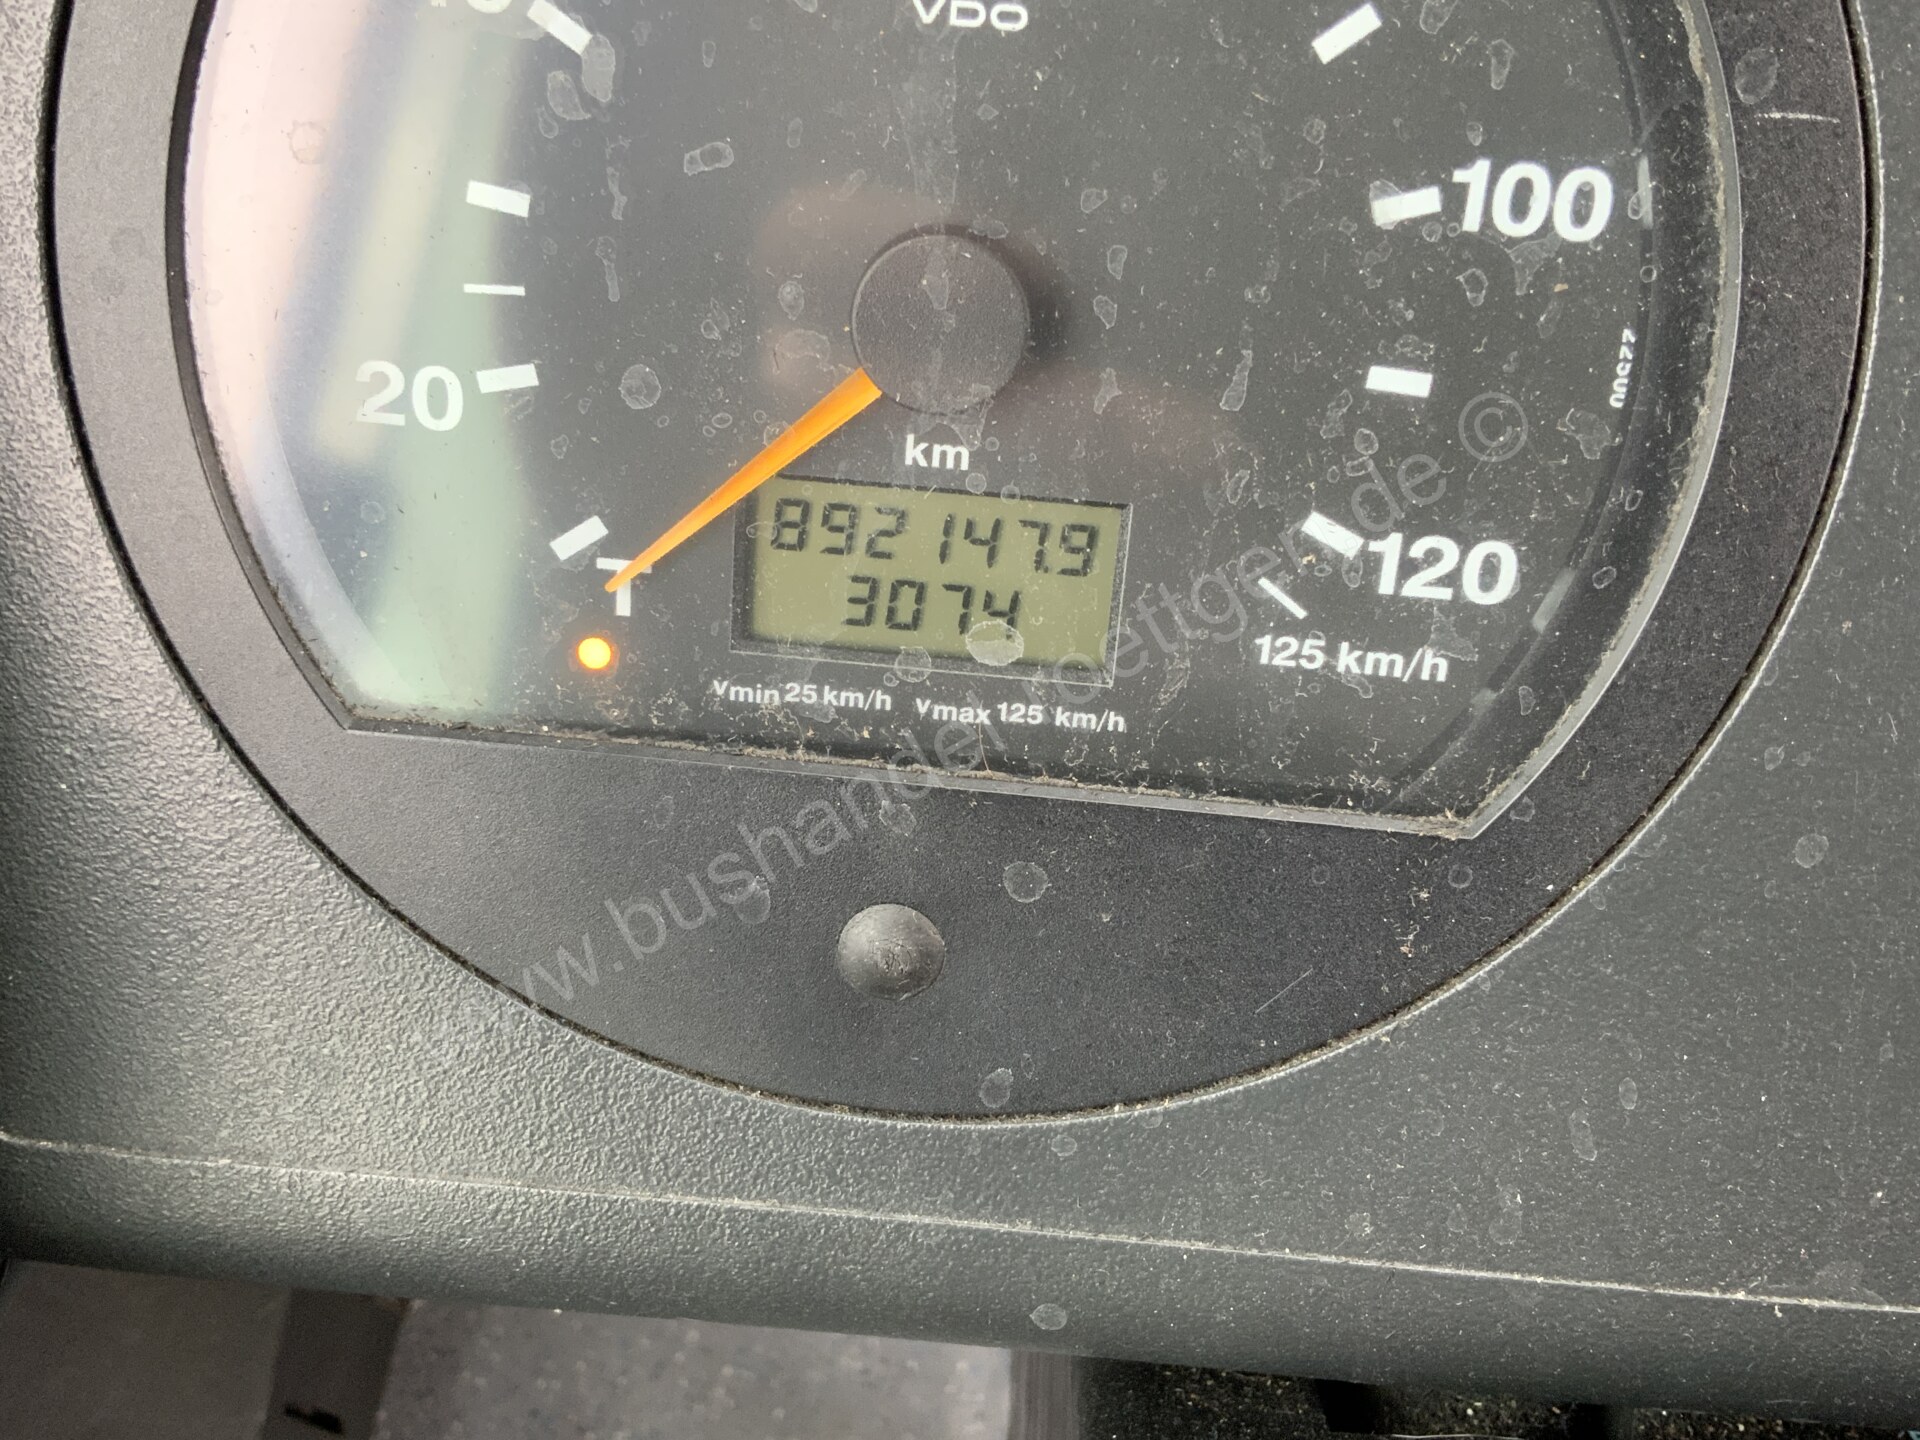 VDO
100
20
km
892147.9
3074
120
125 km/h
vmin 25 km/h vmax 125 km/h
www.bushandel-roettgen.de ©